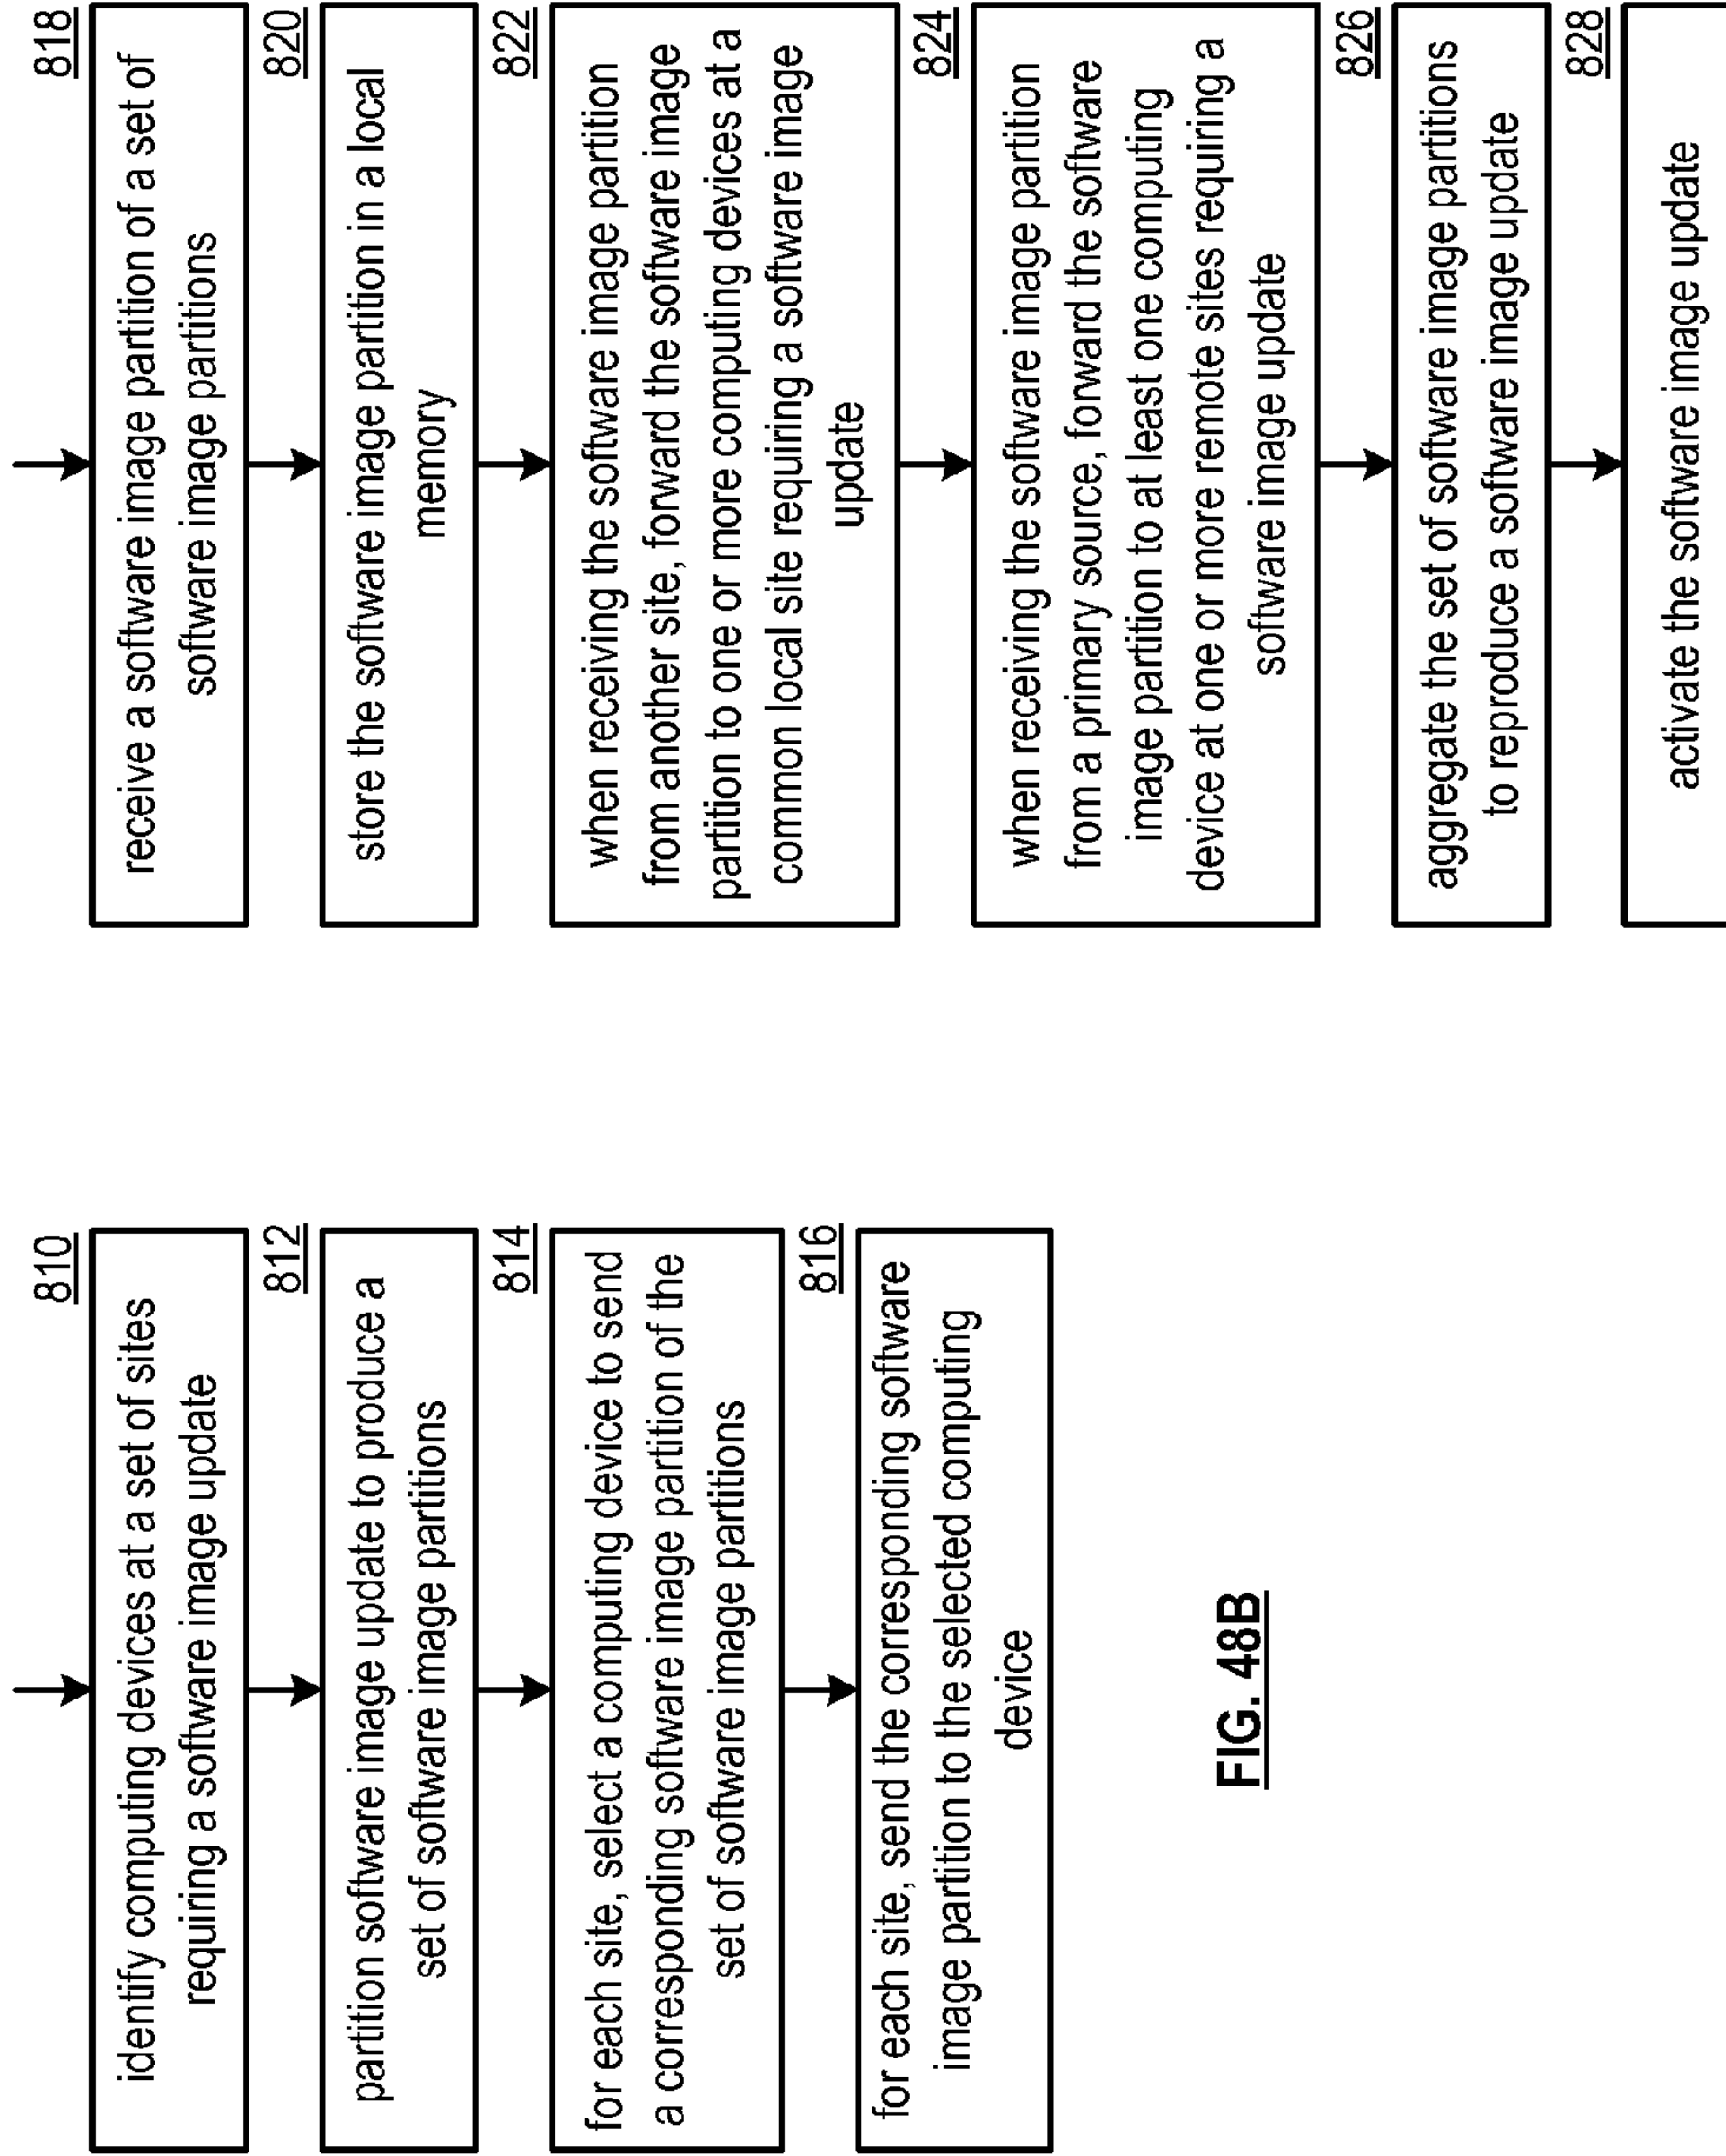 810
identify computing devices at a set of sites
requiring a software image update
812
partition software image update to produce a
set of software image partitions
814
for each site, select a computing device to send
a corresponding software image partition of the
set of software image partitions
816
for each site, send the corresponding software
image partition to the selected computing
device
FIG. 48B
818
receive a software image partition of a set of
software image partitions
820
store the software image partition in a local
memory
822
when receiving the software image partition
from another site, forward the software image
partition to one or more computing devices at a
common local site requiring a software image
update
824
when receiving the software image partition
from a primary source, forward the software
image partition to at least one computing
device at one or more remote sites requiring a
software image update
826
aggregate the set of software image partitions
to reproduce a software image update
828
activate the software image update